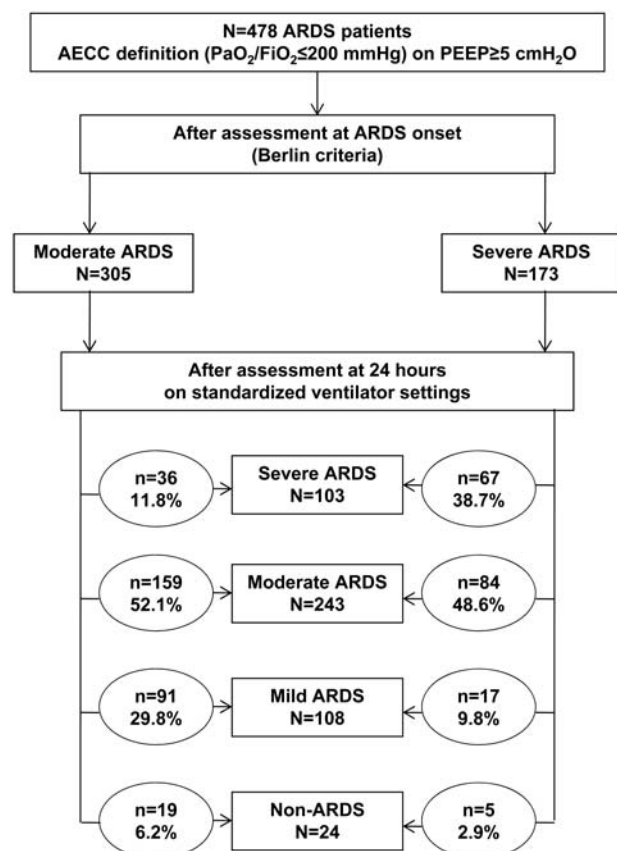 N=478 ARDS patients
AECC definition (PaO₂/FiO₂≤200 mmHg) on PEEP≥5 cmH₂O
After assessment at ARDS onset
(Berlin criteria)
Moderate ARDS
N=305
Severe ARDS
N=173
After assessment at 24 hours
on standardized ventilator settings
n=36
11.8%
Severe ARDS
N=103
n=67
38.7%
n=159
52.1%
Moderate ARDS
N=243
n=84
48.6%
n=91
29.8%
Mild ARDS
N=108
n=17
9.8%
n=19
6.2%
Non-ARDS
N=24
n=5
2.9%